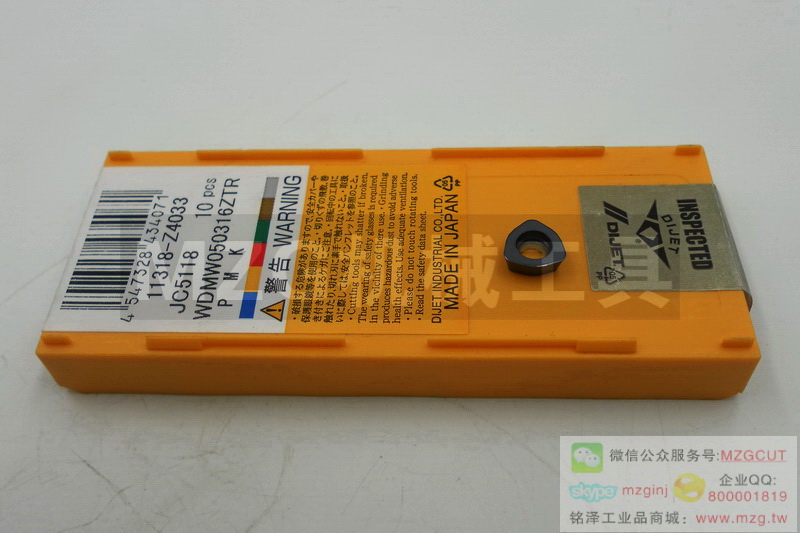 4 547328 434071
11318-Z4033
JC5118 10 pcs
WDMW050316ZTR
P M K
警告 WARNING
・Cutting tools may shatter if broken.
The wearing of safety glasses is required
in the vicinity of there use. ・Grinding
produces hazardous dust to avoid adverse
health effects. Use adequate ventilation.
・Please do not touch rotating tools.
・Read the safety data sheet.
DIJET INDUSTRIAL CO., LTD.
MADE IN JAPAN
PP
INSPECTED
DIJET
DIJET
微信公众服务号:MZGCUT
skype mzginj
企业QQ:
800001819
铭泽工业品商城: www.mzg.tw